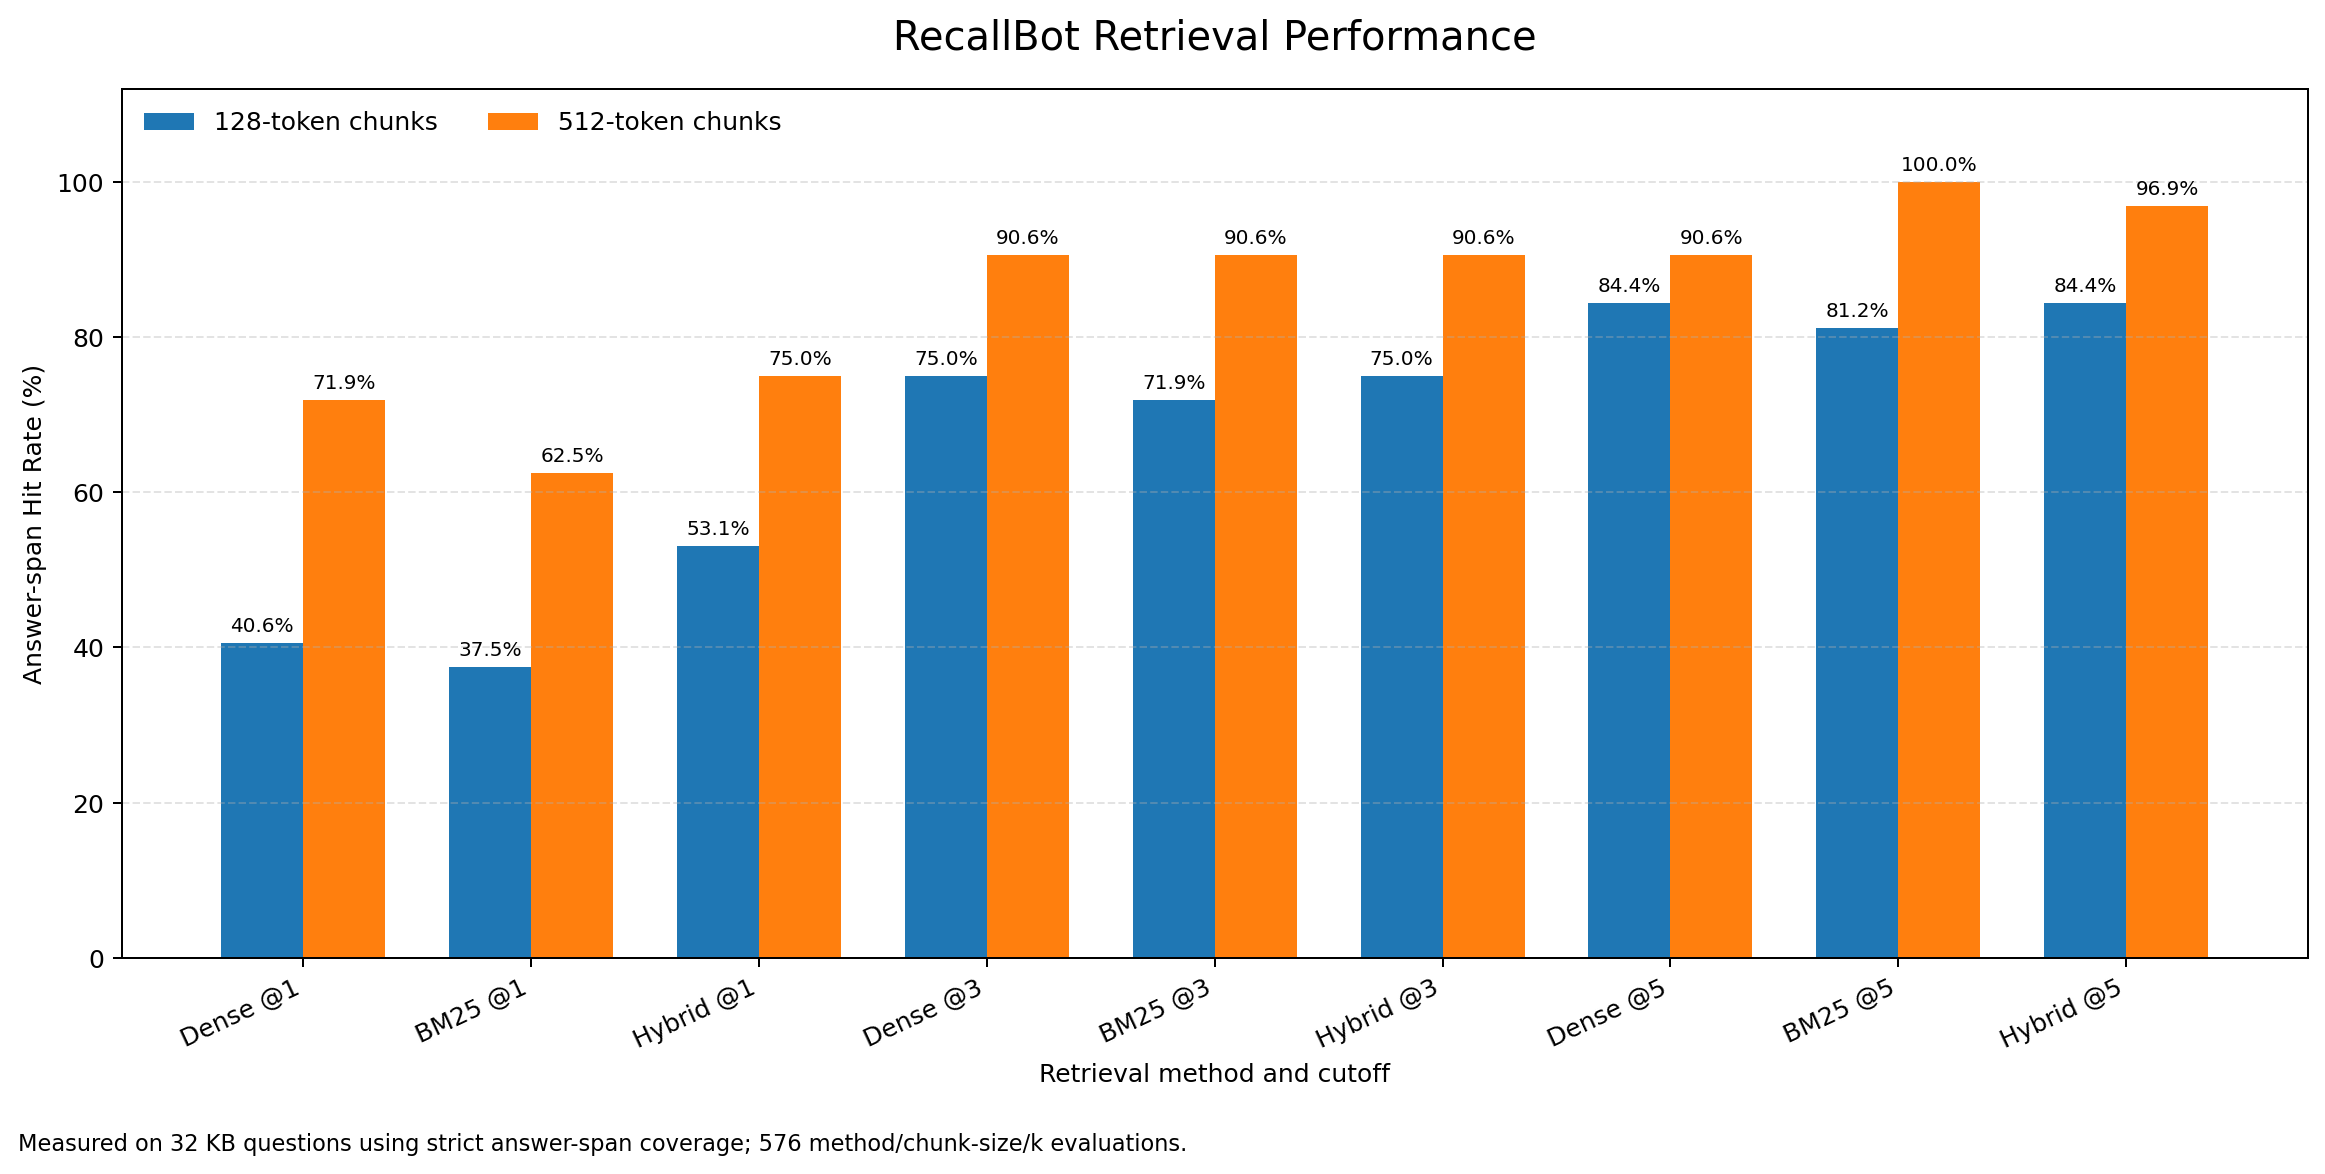 RecallBot Retrieval Performance
128-token chunks
512-token chunks
Answer-span Hit Rate (%)
100
80
60
40
20
0
40.6%
71.9%
37.5%
62.5%
53.1%
75.0%
75.0%
90.6%
71.9%
90.6%
75.0%
90.6%
84.4%
90.6%
81.2%
100.0%
84.4%
96.9%
Dense @1
BM25 @1
Hybrid @1
Dense @3
BM25 @3
Hybrid @3
Dense @5
BM25 @5
Hybrid @5
Retrieval method and cutoff
Measured on 32 KB questions using strict answer-span coverage; 576 method/chunk-size/k evaluations.